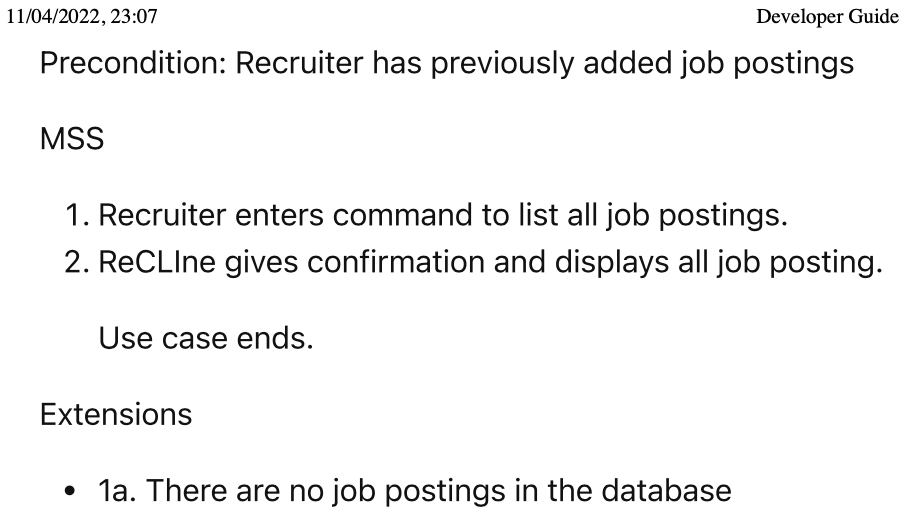 11/04/2022, 23:07 Developer Guide
Precondition: Recruiter has previously added job postings
MSS
1. Recruiter enters command to list all job postings.
2. ReCLIne gives confirmation and displays all job posting.
Use case ends.
Extensions
• 1a. There are no job postings in the database